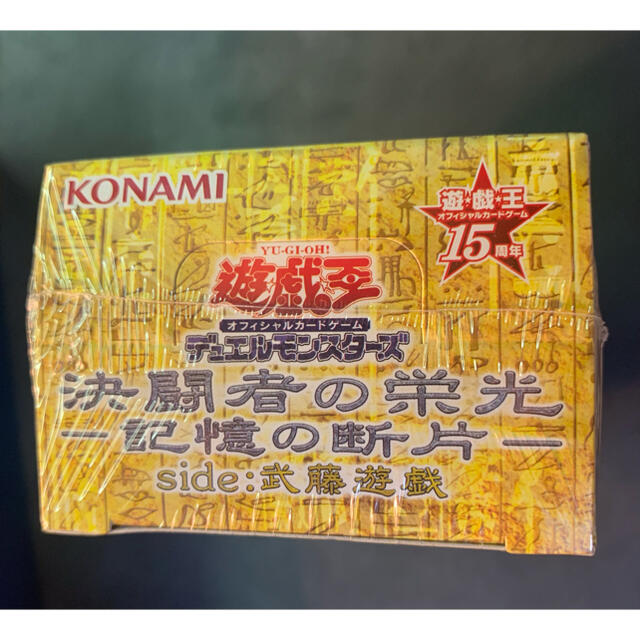 KONAMI
遊☆戯☆王
オフィシャルカードゲーム
15周年
YU-GI-OH!
遊☆戯☆王
オフィシャルカードゲーム
デュエルモンスターズ
決闘者の栄光
―記憶の断片―
side:武藤遊戯